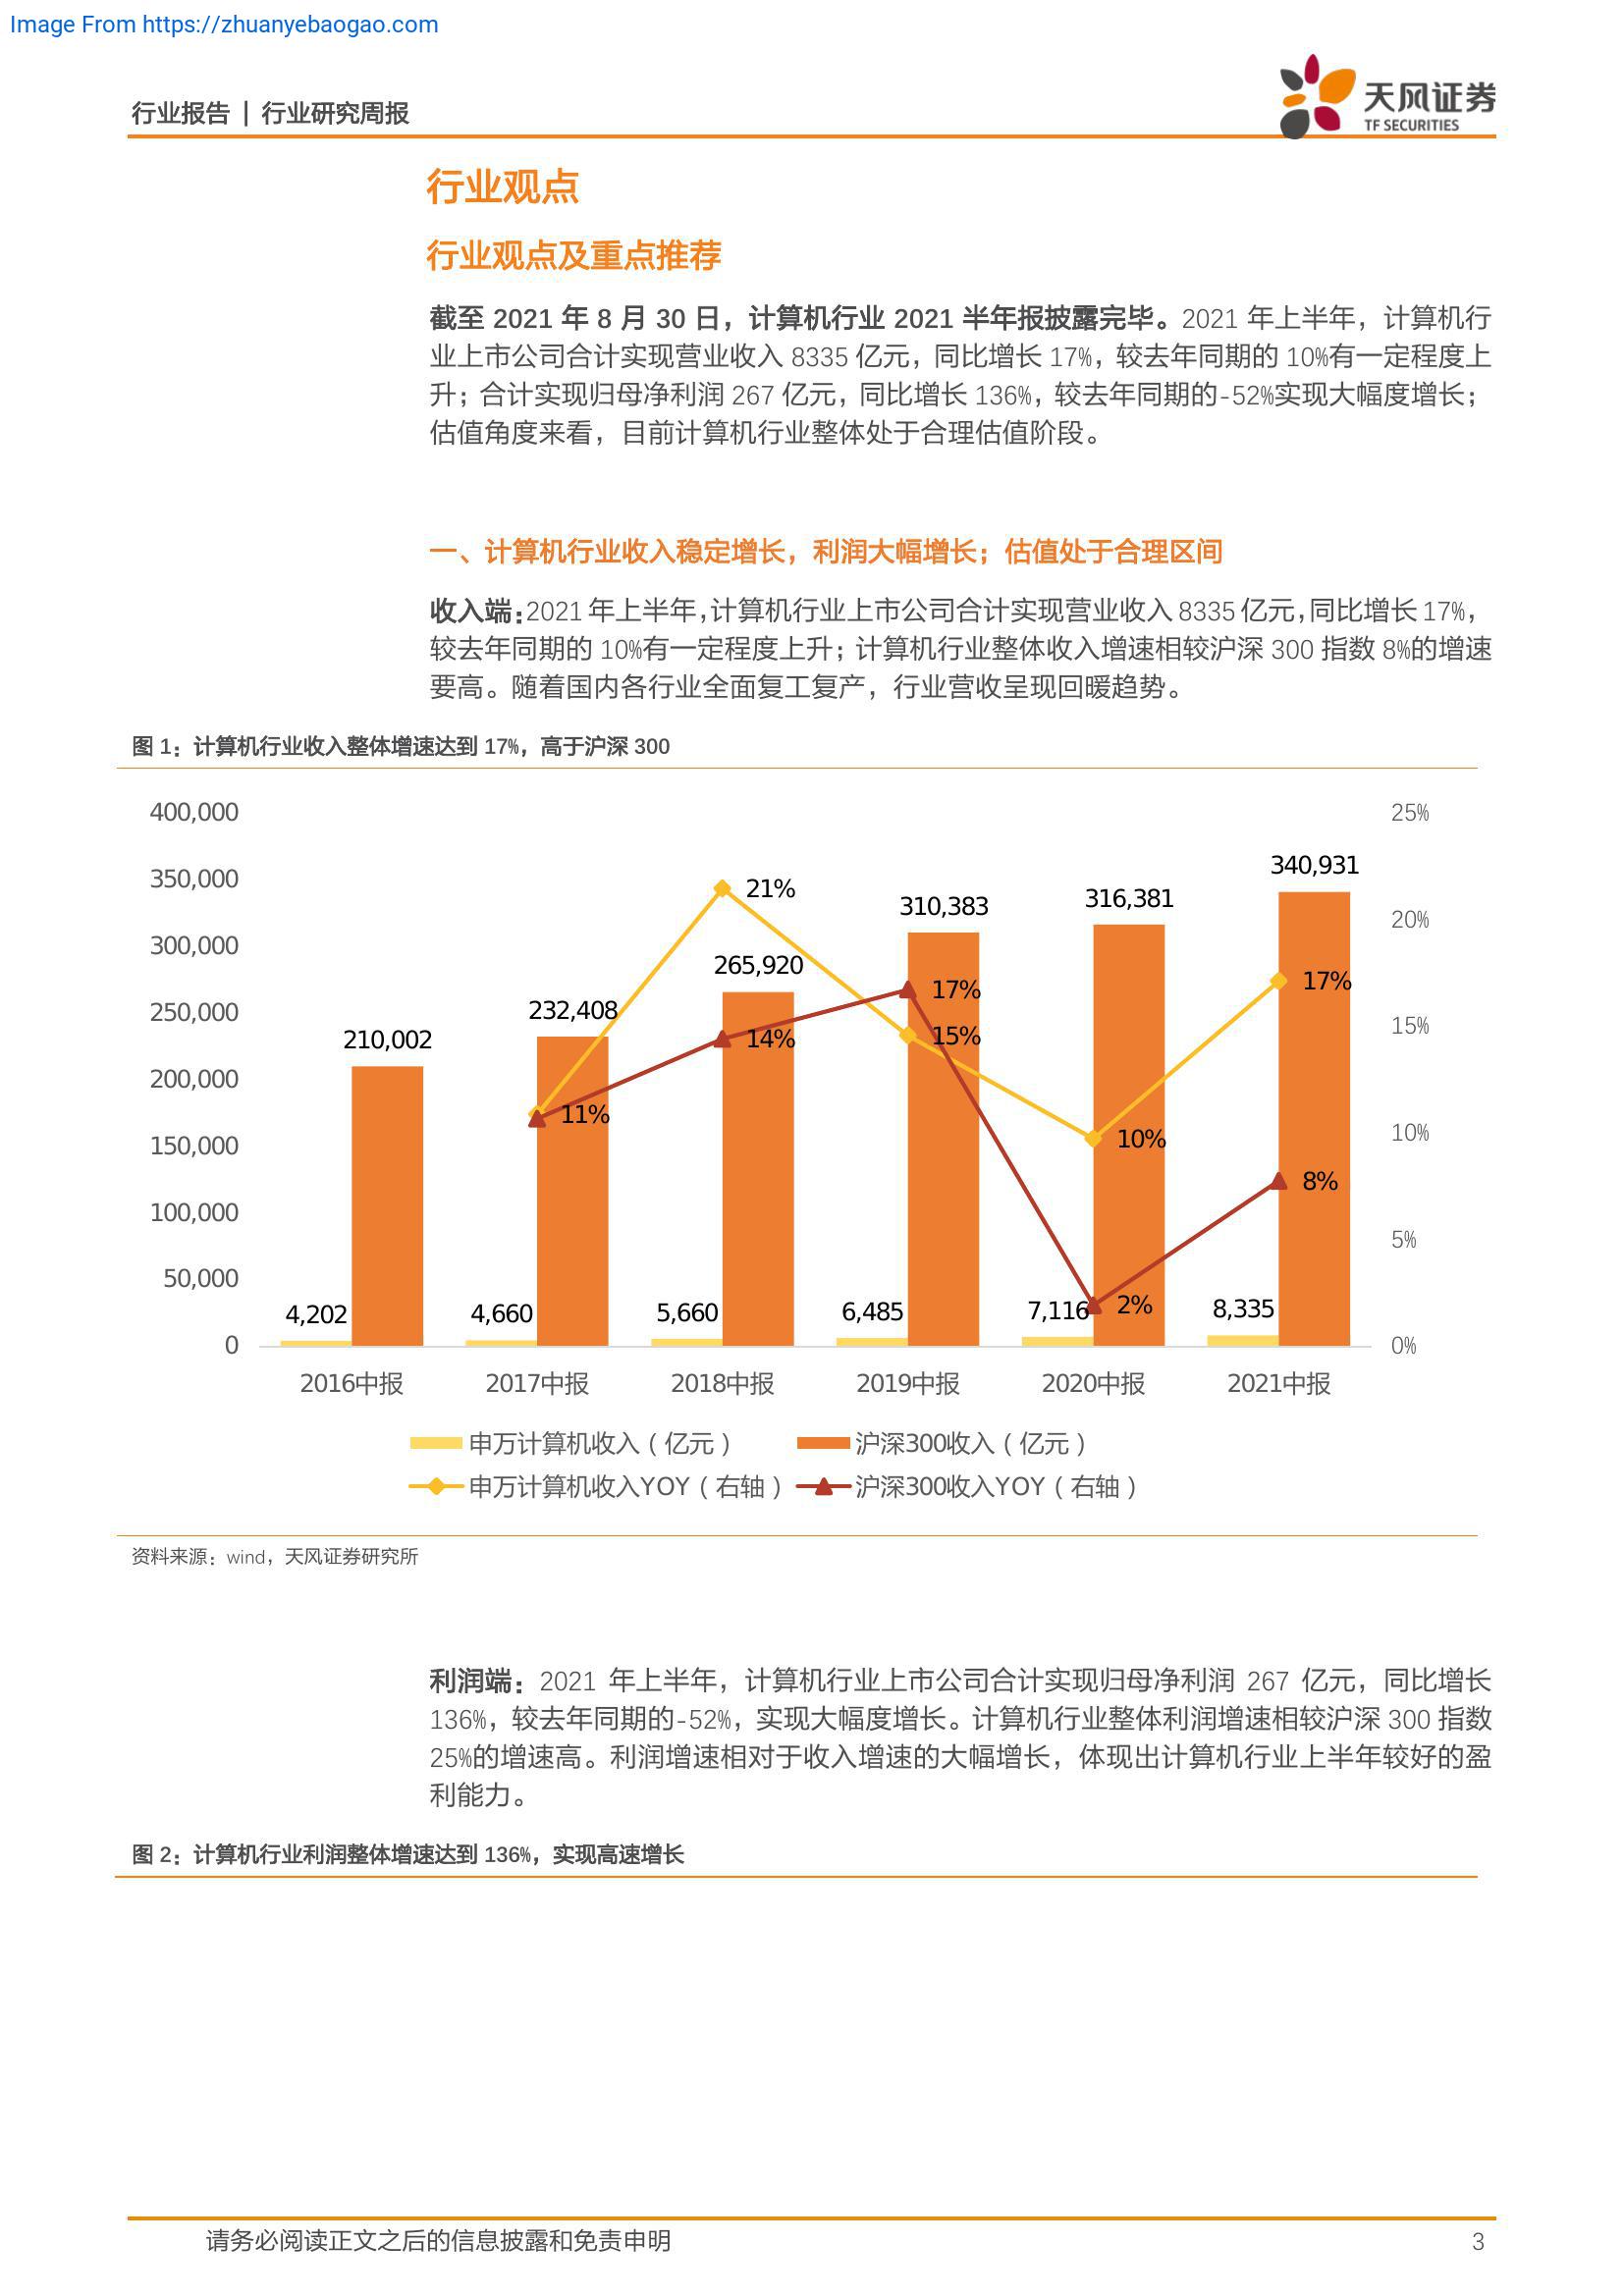 Image From https://zhuanyebaogao.com
行业报告 | 行业研究周报
天风证券
TF SECURITIES
行业观点
行业观点及重点推荐
截至 2021 年 8 月 30 日，计算机行业 2021 半年报披露完毕。2021 年上半年，计算机行
业上市公司合计实现营业收入 8335 亿元，同比增长 17%，较去年同期的 10%有一定程度上
升；合计实现归母净利润 267 亿元，同比增长 136%，较去年同期的-52%实现大幅度增长；
估值角度来看，目前计算机行业整体处于合理估值阶段。
一、计算机行业收入稳定增长，利润大幅增长；估值处于合理区间
收入端：2021 年上半年，计算机行业上市公司合计实现营业收入 8335 亿元，同比增长 17%，
较去年同期的 10%有一定程度上升；计算机行业整体收入增速相较沪深 300 指数 8%的增速
要高。随着国内各行业全面复工复产，行业营收呈现回暖趋势。
图 1：计算机行业收入整体增速达到 17%，高于沪深 300
400,000
350,000
300,000
250,000
200,000
150,000
100,000
50,000
0
25%
20%
15%
10%
5%
0%
210,002
232,408
265,920
310,383
316,381
340,931
4,202
4,660
5,660
6,485
7,116
8,335
11%
21%
15%
10%
17%
14%
17%
2%
8%
2016中报
2017中报
2018中报
2019中报
2020中报
2021中报
申万计算机收入（亿元）
沪深300收入（亿元）
申万计算机收入YOY（右轴）
沪深300收入YOY（右轴）
资料来源：wind，天风证券研究所
利润端：2021 年上半年，计算机行业上市公司合计实现归母净利润 267 亿元，同比增长
136%，较去年同期的-52%，实现大幅度增长。计算机行业整体利润增速相较沪深 300 指数
25%的增速高。利润增速相对于收入增速的大幅增长，体现出计算机行业上半年较好的盈
利能力。
图 2：计算机行业利润整体增速达到 136%，实现高速增长
请务必阅读正文之后的信息披露和免责申明
3